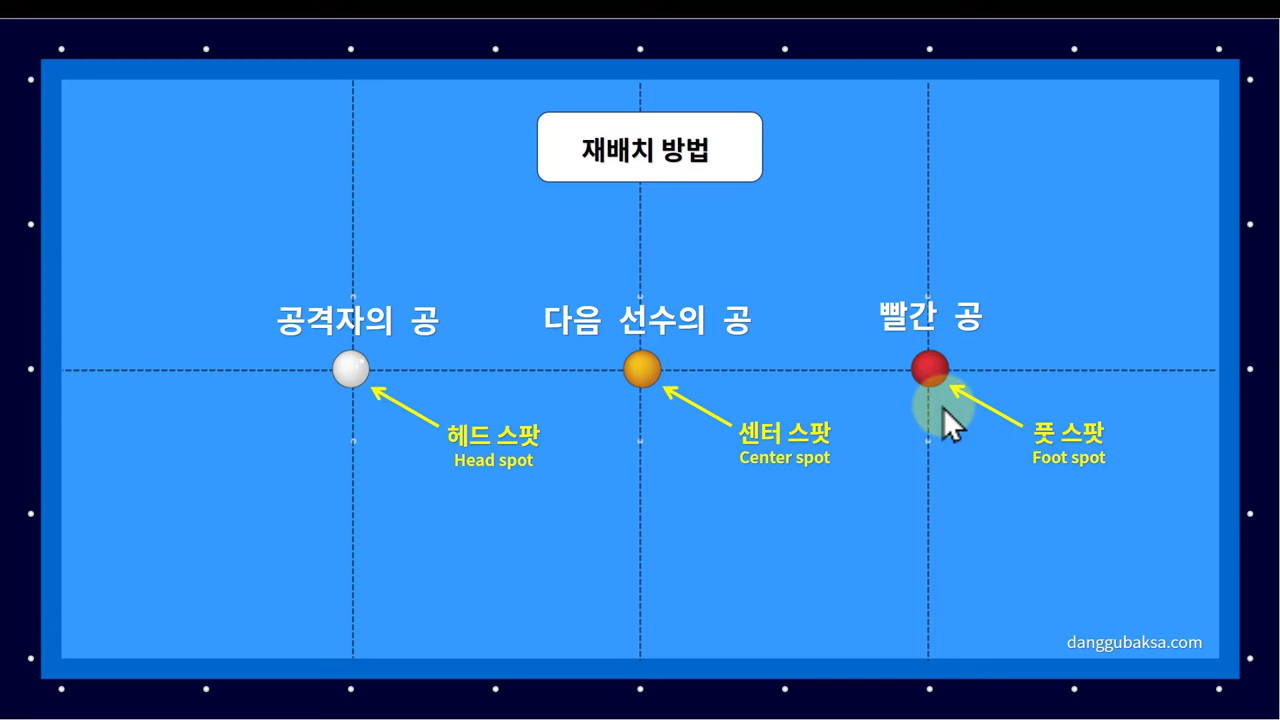 재배치 방법
공격자의 공
다음 선수의 공
빨간 공
헤드 스팟
Head spot
센터 스팟
Center spot
풋 스팟
Foot spot
danggubaksa.com